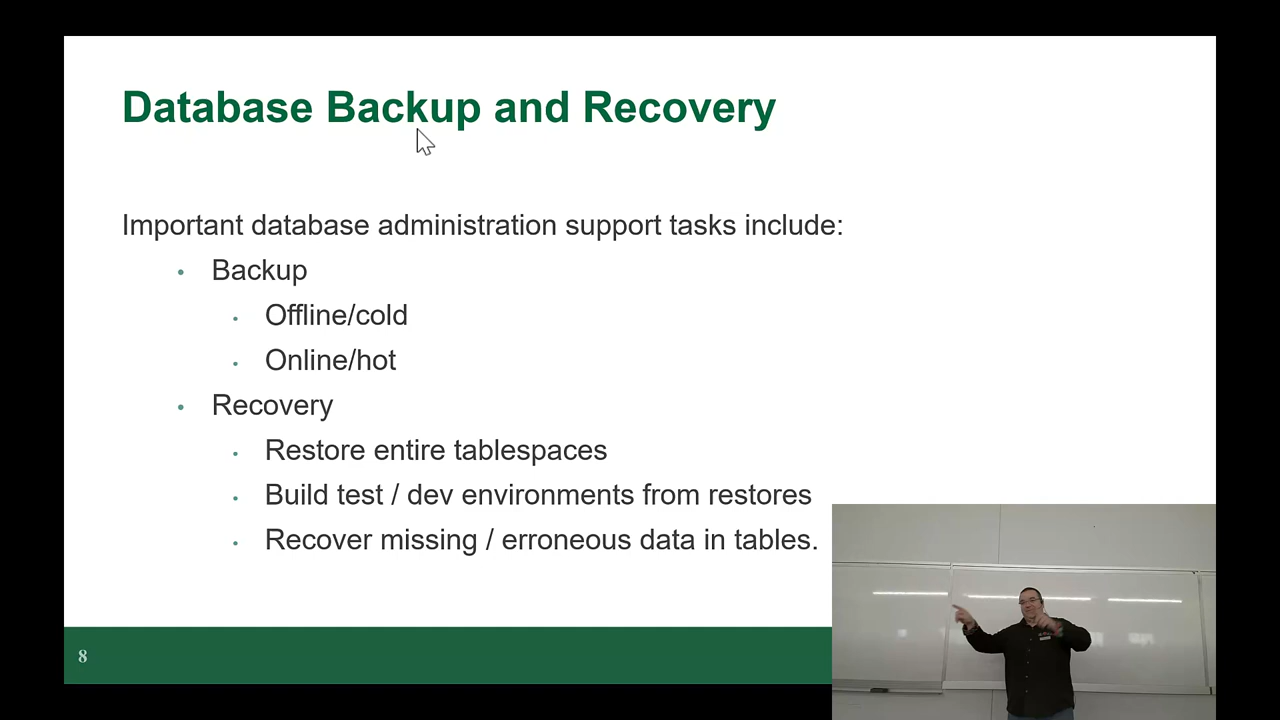 Database Backup and Recovery
Important database administration support tasks include:
• Backup
• Offline/cold
• Online/hot
• Recovery
• Restore entire tablespaces
• Build test / dev environments from restores
• Recover missing / erroneous data in tables.
8